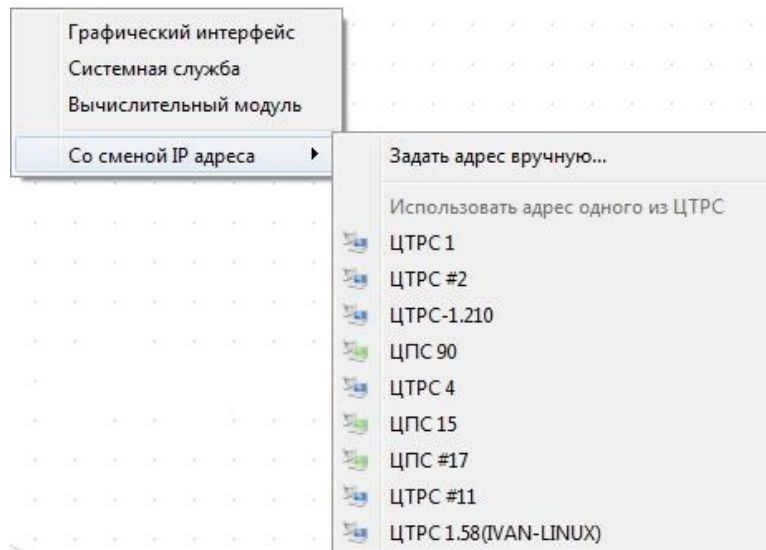 Графический интерфейс
Системная служба
Вычислительный модуль
Со сменой IP адреса
Задать адрес вручную...
Использовать адрес одного из ЦТРС
ЦТРС 1
ЦТРС #2
ЦТРС-1.210
ЦПС 90
ЦТРС 4
ЦПС 15
ЦПС #17
ЦТРС #11
ЦТРС 1.58(IVAN-LINUX)